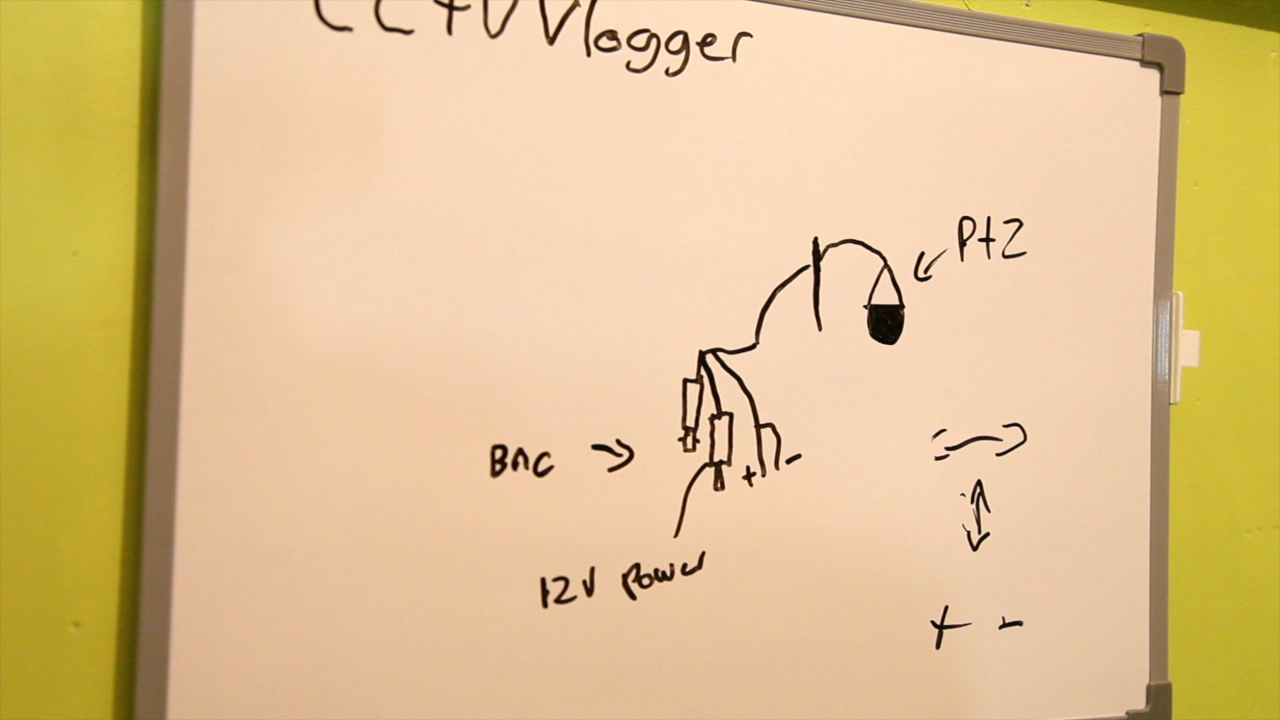 CCTV Vlogger
PtZ
BNC
+ -
12V Power
+ -